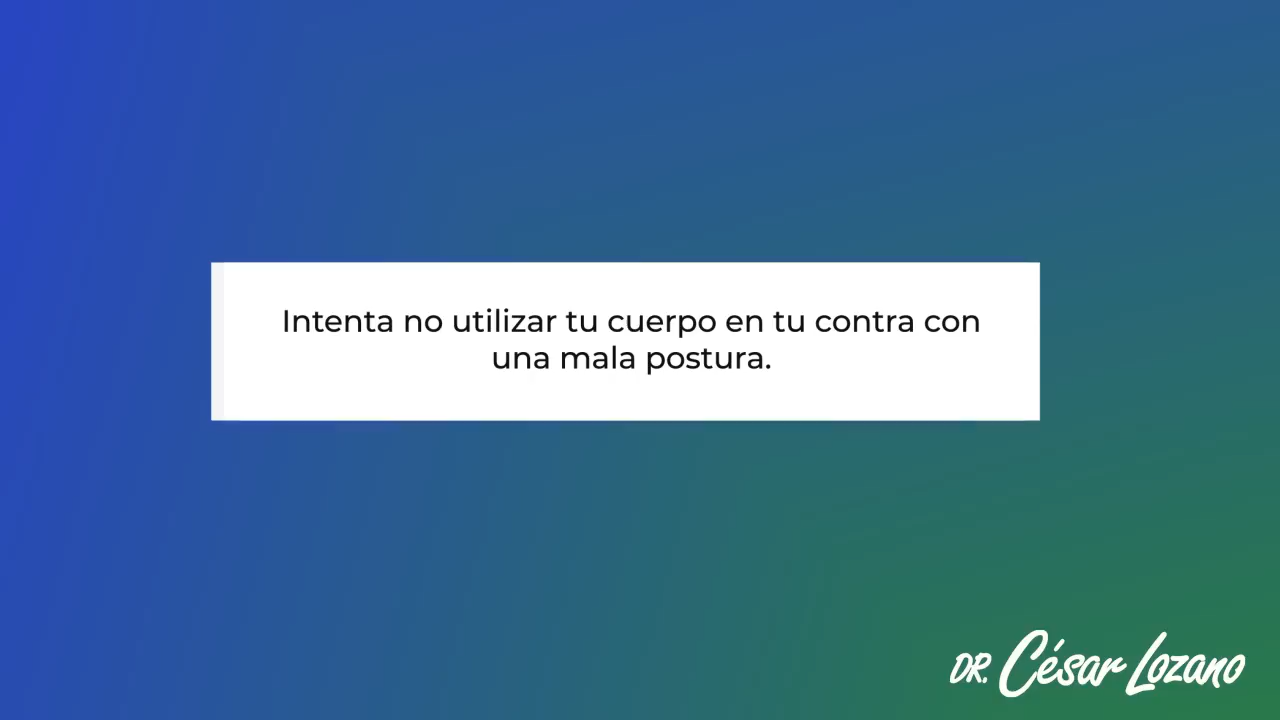 Intenta no utilizar tu cuerpo en tu contra con
una mala postura.
DR. César Lozano